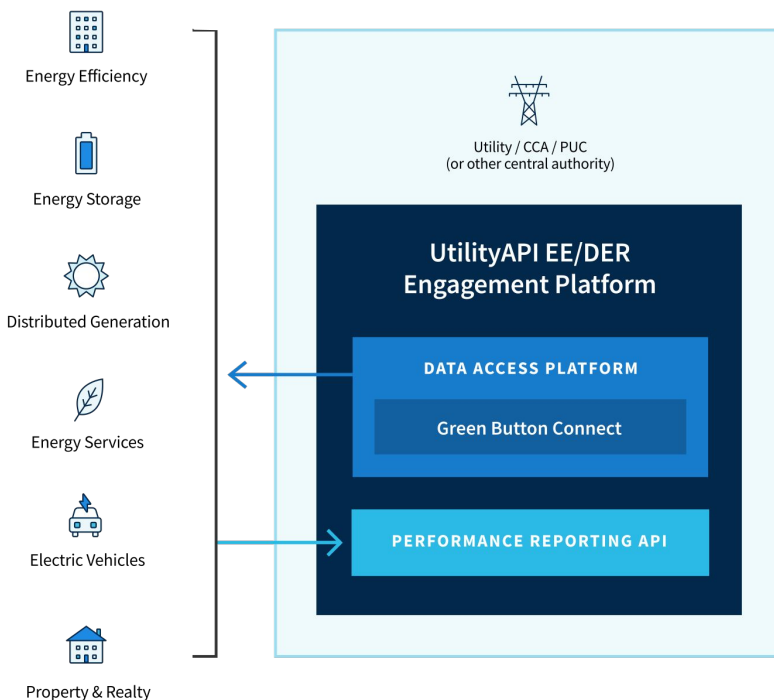 Energy Efficiency
Energy Storage
Distributed Generation
Energy Services
Electric Vehicles
Property & Realty
Utility / CCA / PUC
(or other central authority)
UtilityAPI EE/DER
Engagement Platform
DATA ACCESS PLATFORM
Green Button Connect
PERFORMANCE REPORTING API